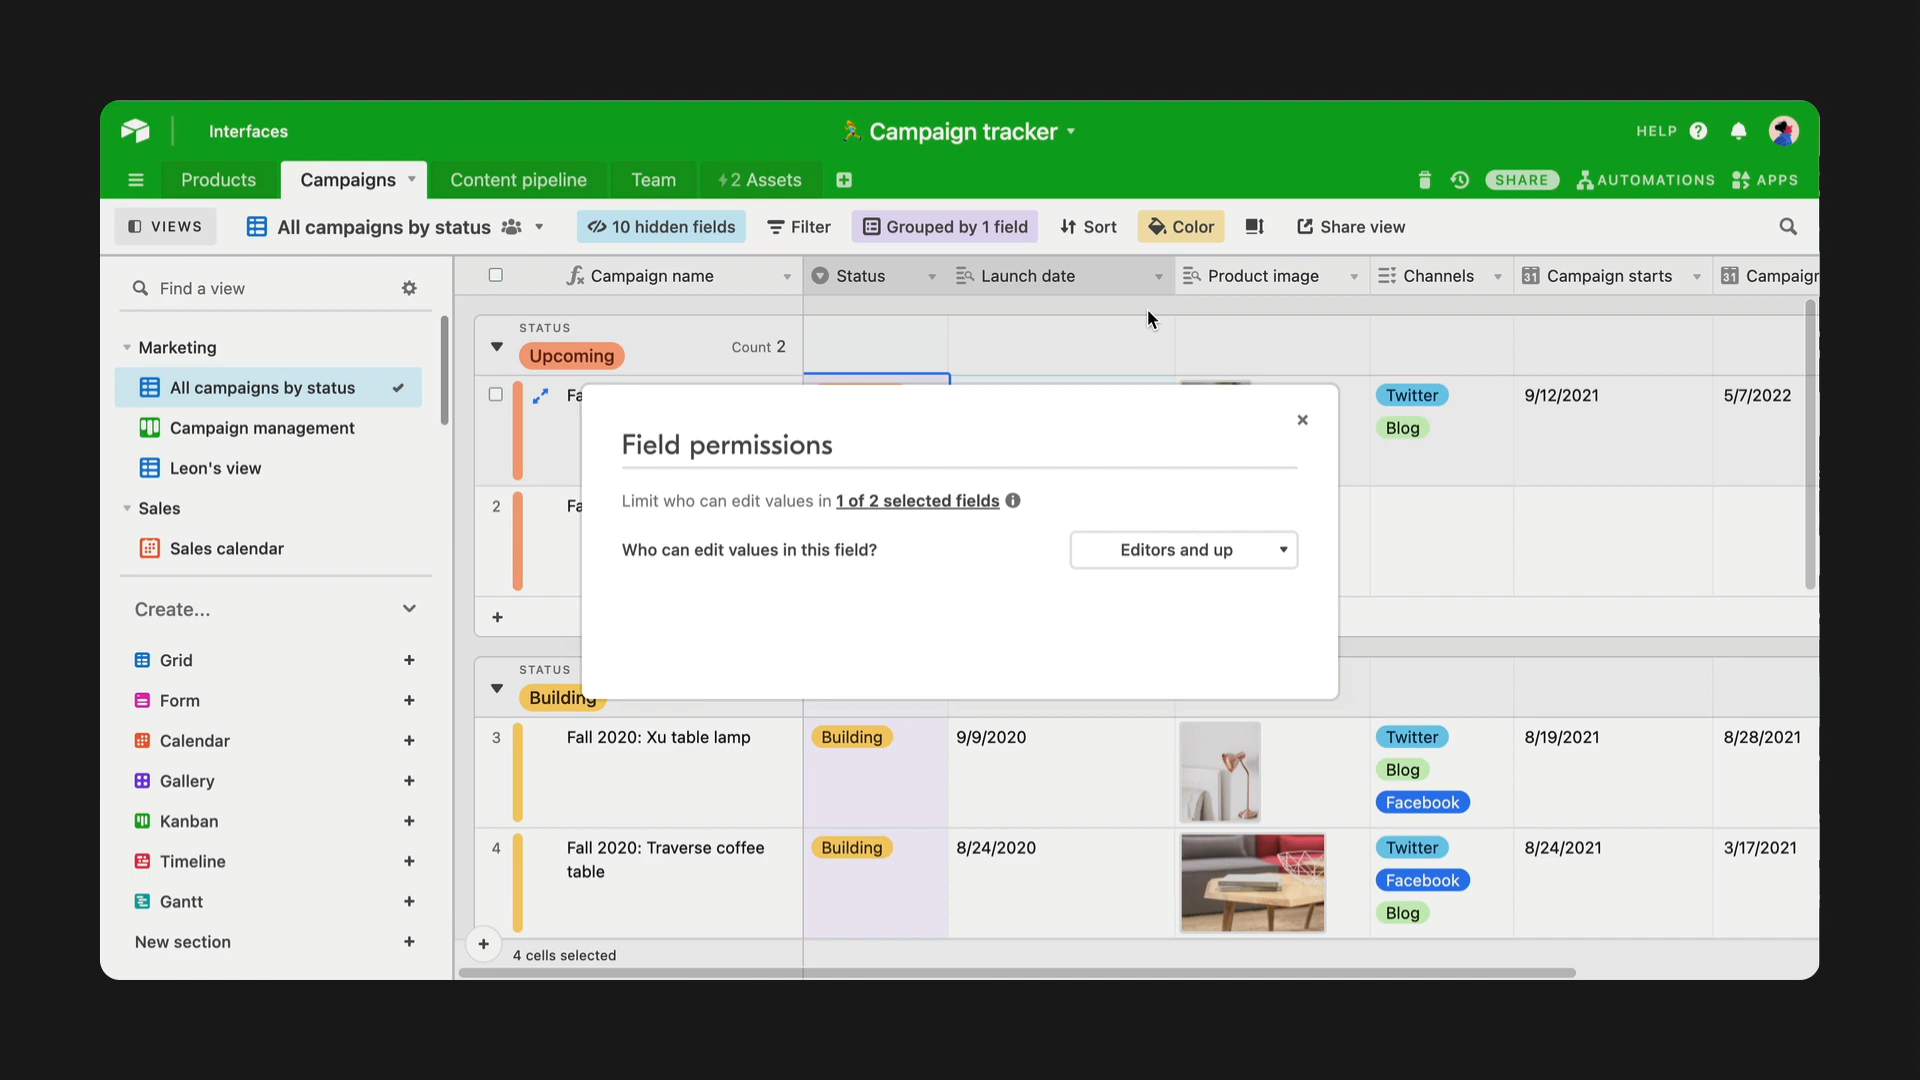 Interfaces
Campaign tracker
HELP
Products
Campaigns
Content pipeline
Team
2 Assets
SHARE
AUTOMATIONS
APPS
VIEWS
All campaigns by status
10 hidden fields
Filter
Grouped by 1 field
Sort
Color
Share view
Find a view
Marketing
All campaigns by status
Campaign management
Leon's view
Sales
Sales calendar
Create...
Grid
Form
Calendar
Gallery
Kanban
Timeline
Gantt
New section
Campaign name
Status
Launch date
Product image
Channels
31 Campaign starts
31 Campaign
STATUS
Upcoming
Count 2
Fa
Twitter
Blog
9/12/2021
5/7/2022
2
Fa
Field permissions
Limit who can edit values in 1 of 2 selected fields
Who can edit values in this field?
Editors and up
STATUS
Building
3
Fall 2020: Xu table lamp
Building
9/9/2020
Twitter
Blog
Facebook
8/19/2021
8/28/2021
4
Fall 2020: Traverse coffee
table
Building
8/24/2020
Twitter
Facebook
Blog
8/24/2021
3/17/2021
4 cells selected